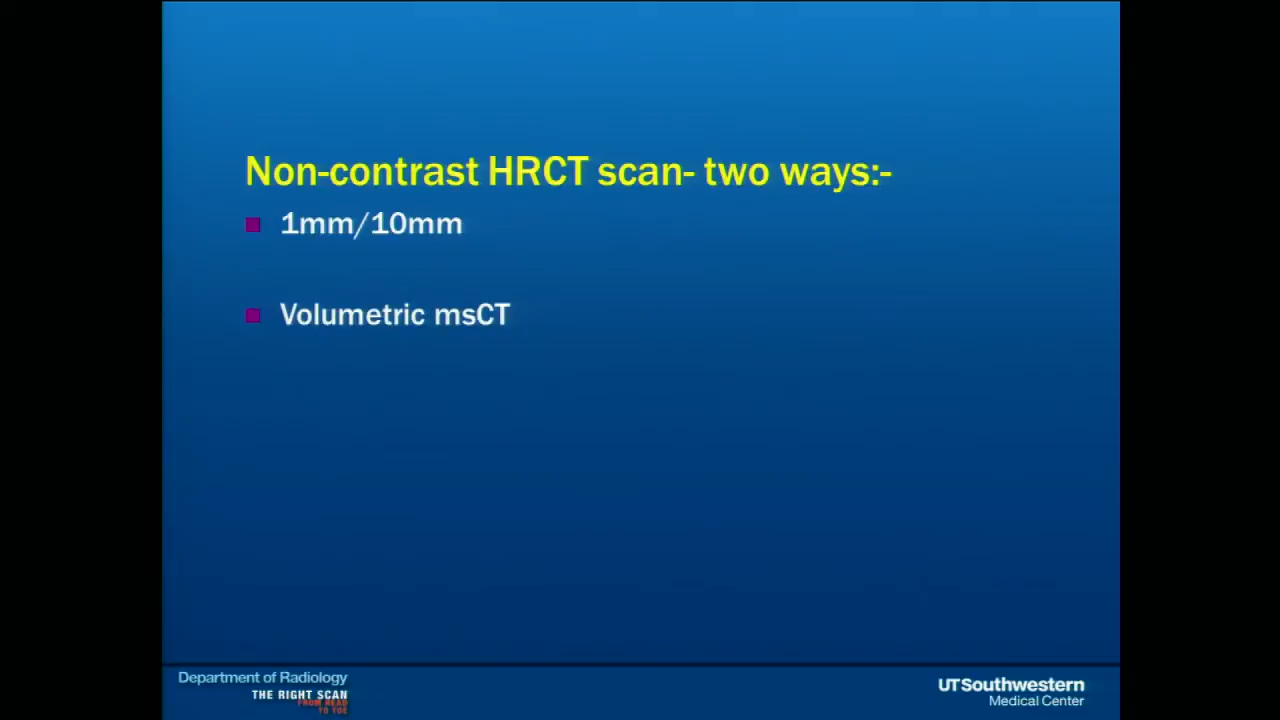 Non-contrast HRCT scan- two ways:-
1mm/10mm
Volumetric msCT
Department of Radiology
THE RIGHT SCAN
FROM HEAD
TO TOE
UTSouthwestern
Medical Center